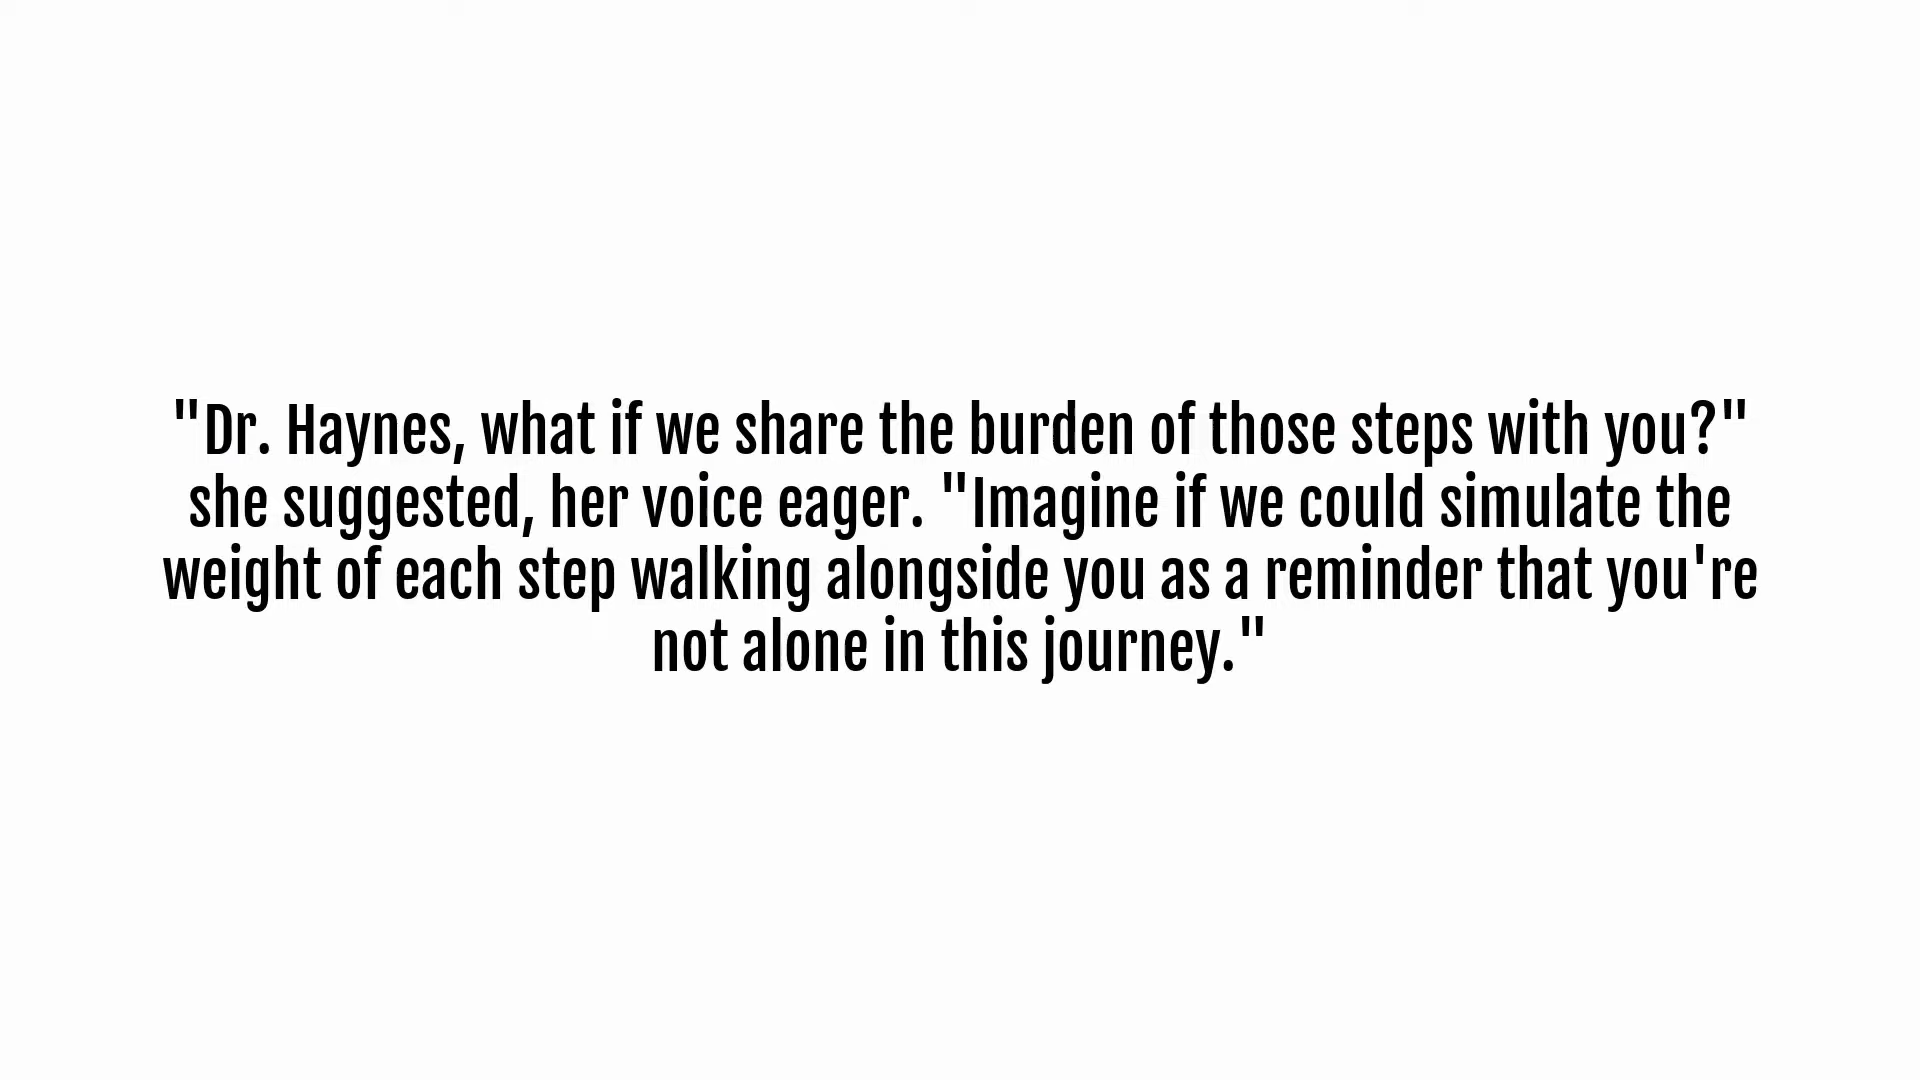 "Dr. Haynes, what if we share the burden of those steps with you?"
she suggested, her voice eager. "Imagine if we could simulate the
weight of each step walking alongside you as a reminder that you're
not alone in this journey."